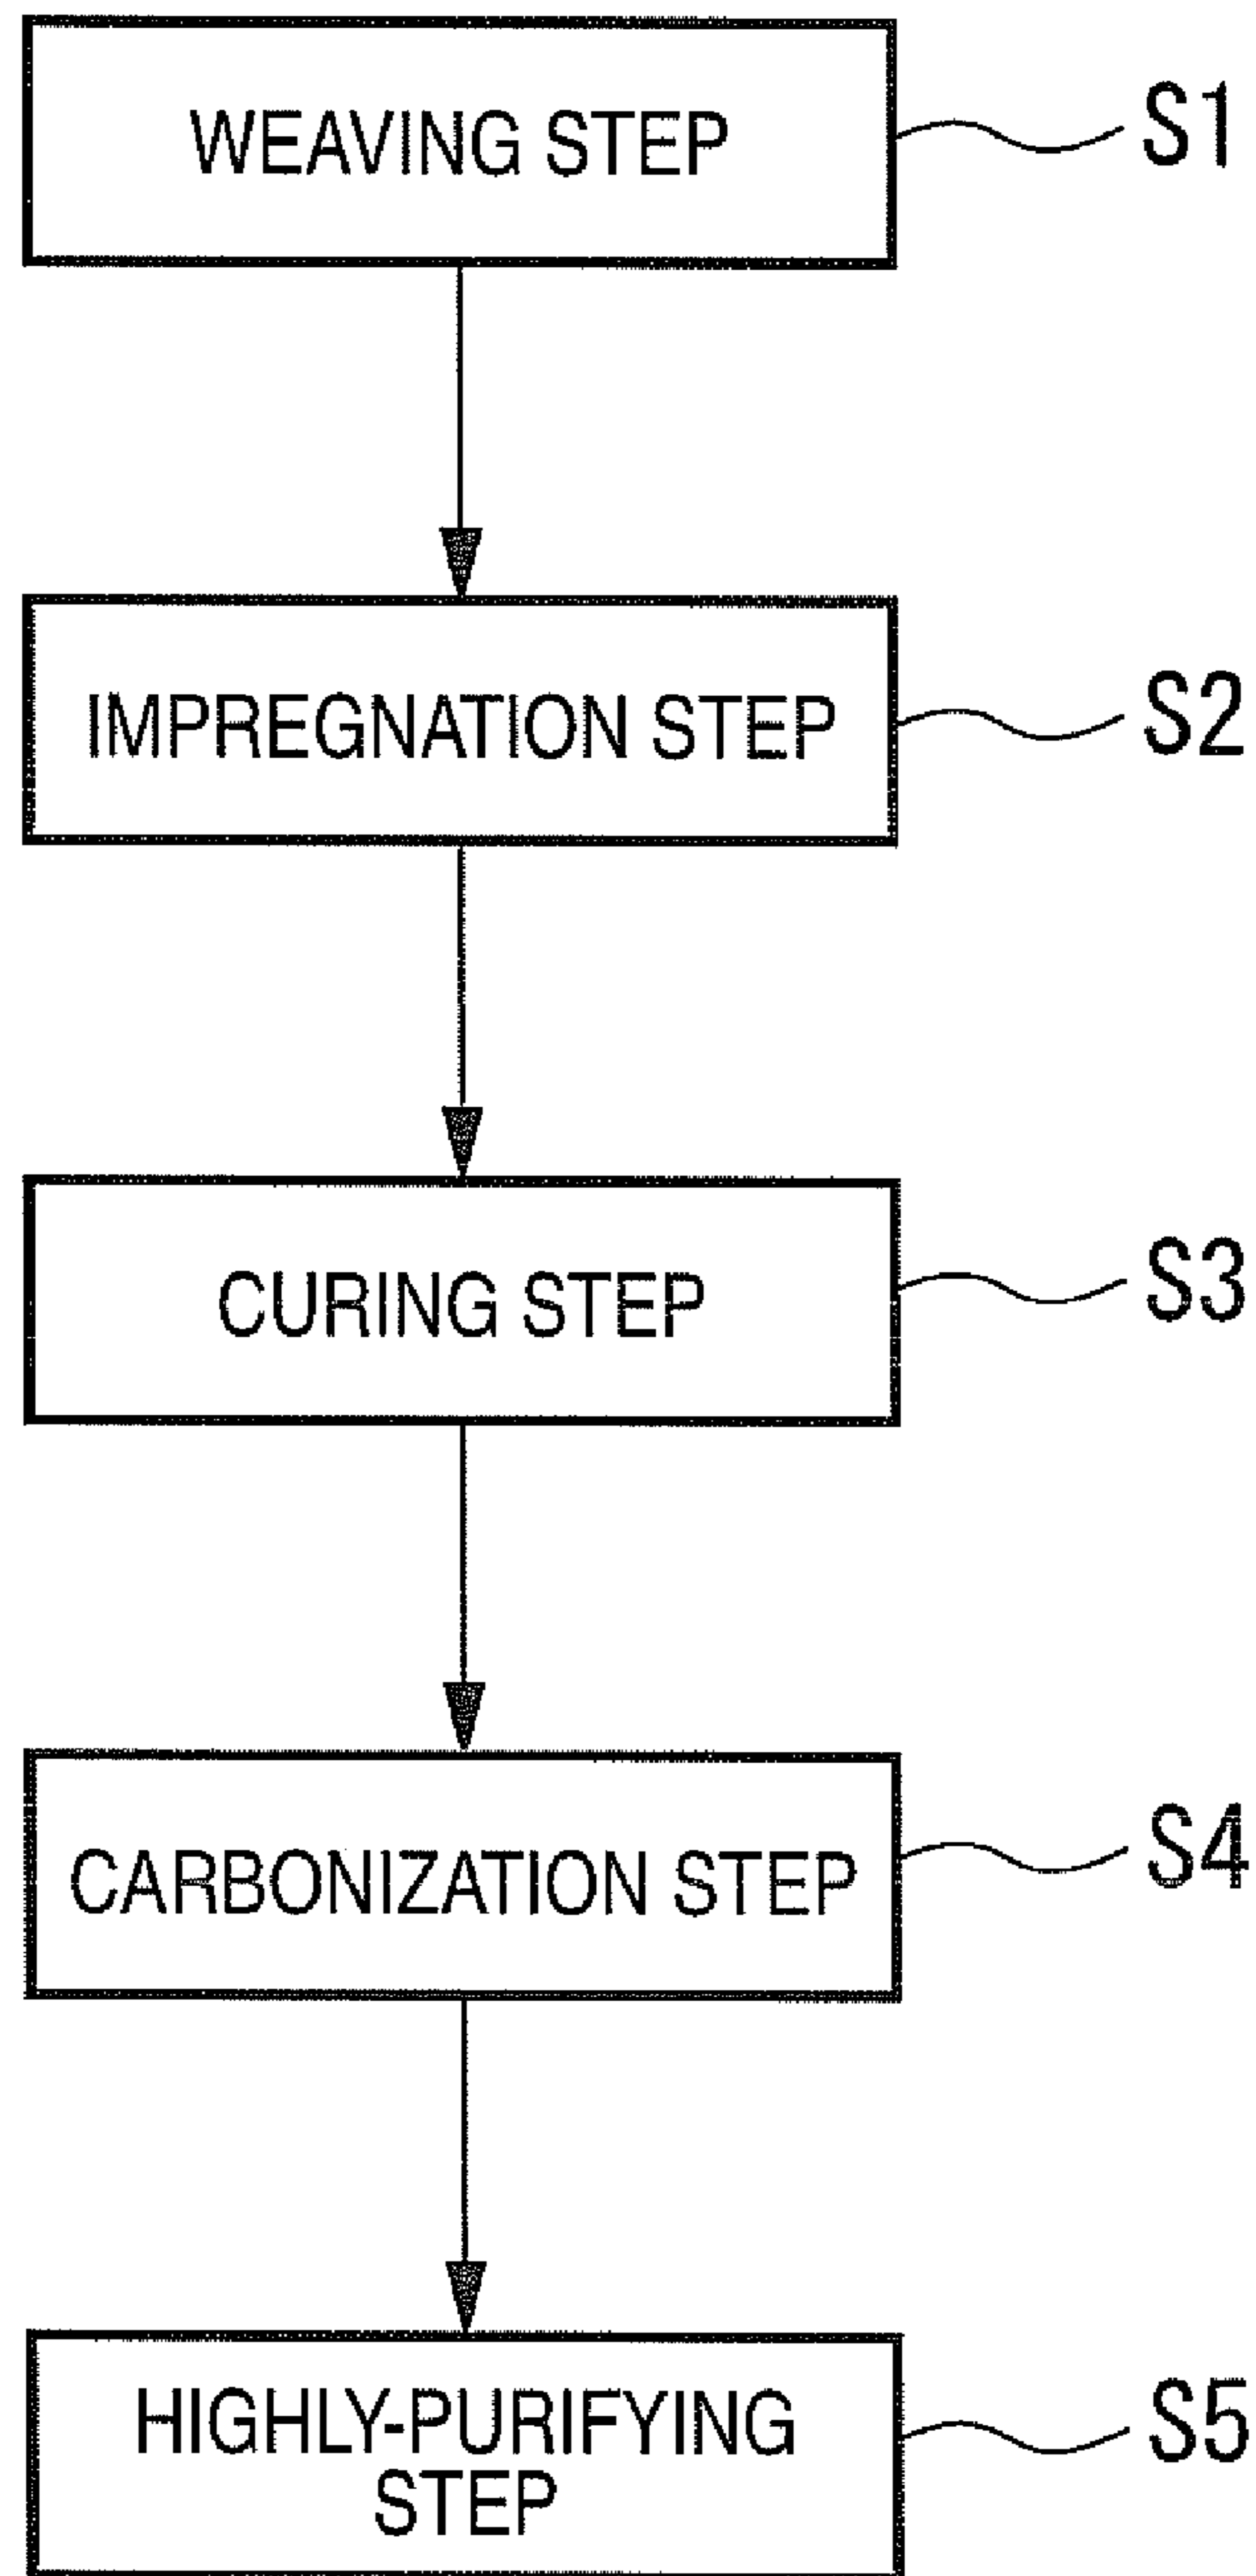 WEAVING STEP
S1
IMPREGNATION STEP
S2
CURING STEP
S3
CARBONIZATION STEP
S4
HIGHLY-PURIFYING
STEP
S5